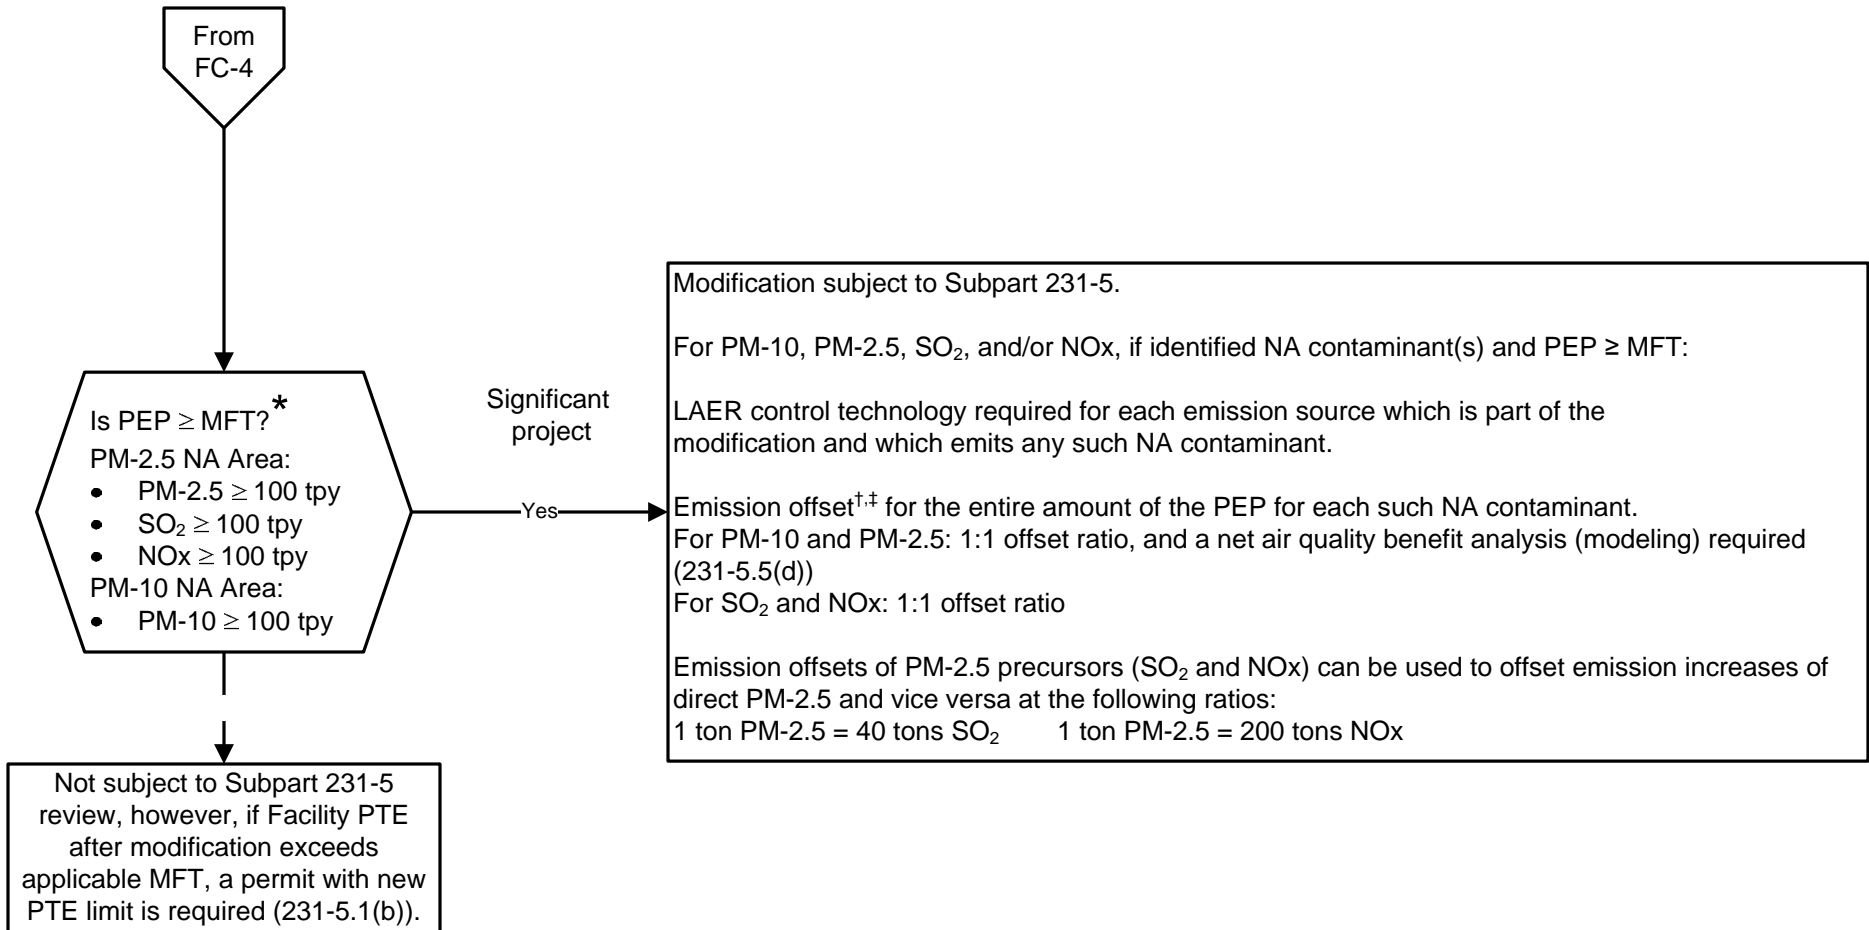 From
FC-4
Is PEP ≥ MFT?*
PM-2.5 NA Area:
• PM-2.5 ≥ 100 tpy
• SO₂ ≥ 100 tpy
• NOx ≥ 100 tpy
PM-10 NA Area:
• PM-10 ≥ 100 tpy
Significant
project
Yes
Modification subject to Subpart 231-5.
For PM-10, PM-2.5, SO₂, and/or NOx, if identified NA contaminant(s) and PEP ≥ MFT:
LAER control technology required for each emission source which is part of the
modification and which emits any such NA contaminant.
Emission offset†,‡ for the entire amount of the PEP for each such NA contaminant.
For PM-10 and PM-2.5: 1:1 offset ratio, and a net air quality benefit analysis (modeling) required
(231-5.5(d))
For SO₂ and NOx: 1:1 offset ratio
Emission offsets of PM-2.5 precursors (SO₂ and NOx) can be used to offset emission increases of
direct PM-2.5 and vice versa at the following ratios:
1 ton PM-2.5 = 40 tons SO₂ 1 ton PM-2.5 = 200 tons NOx
Not subject to Subpart 231-5
review, however, if Facility PTE
after modification exceeds
applicable MFT, a permit with new
PTE limit is required (231-5.1(b)).